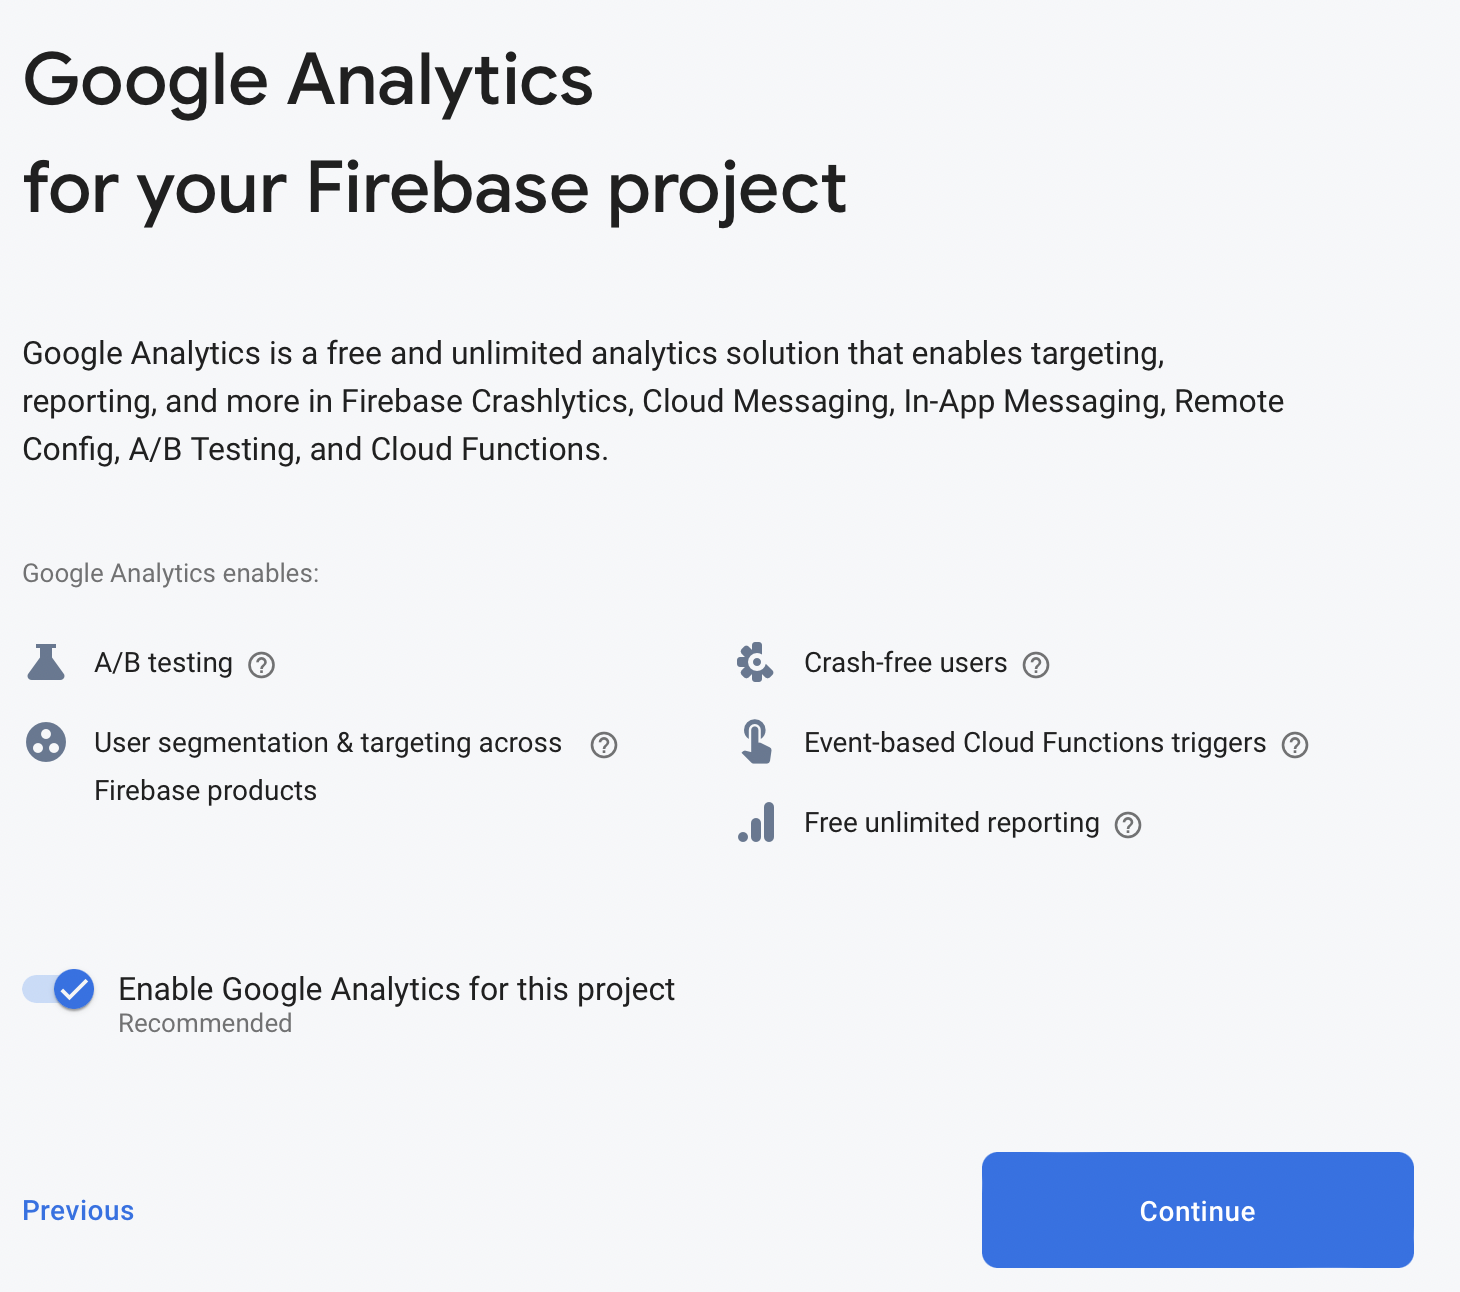 Google Analytics
for your Firebase project
Google Analytics is a free and unlimited analytics solution that enables targeting,
reporting, and more in Firebase Crashlytics, Cloud Messaging, In-App Messaging, Remote
Config, A/B Testing, and Cloud Functions.
Google Analytics enables:
A/B testing
User segmentation & targeting across
Firebase products
Crash-free users
Event-based Cloud Functions triggers
Free unlimited reporting
Enable Google Analytics for this project
Recommended
Previous
Continue